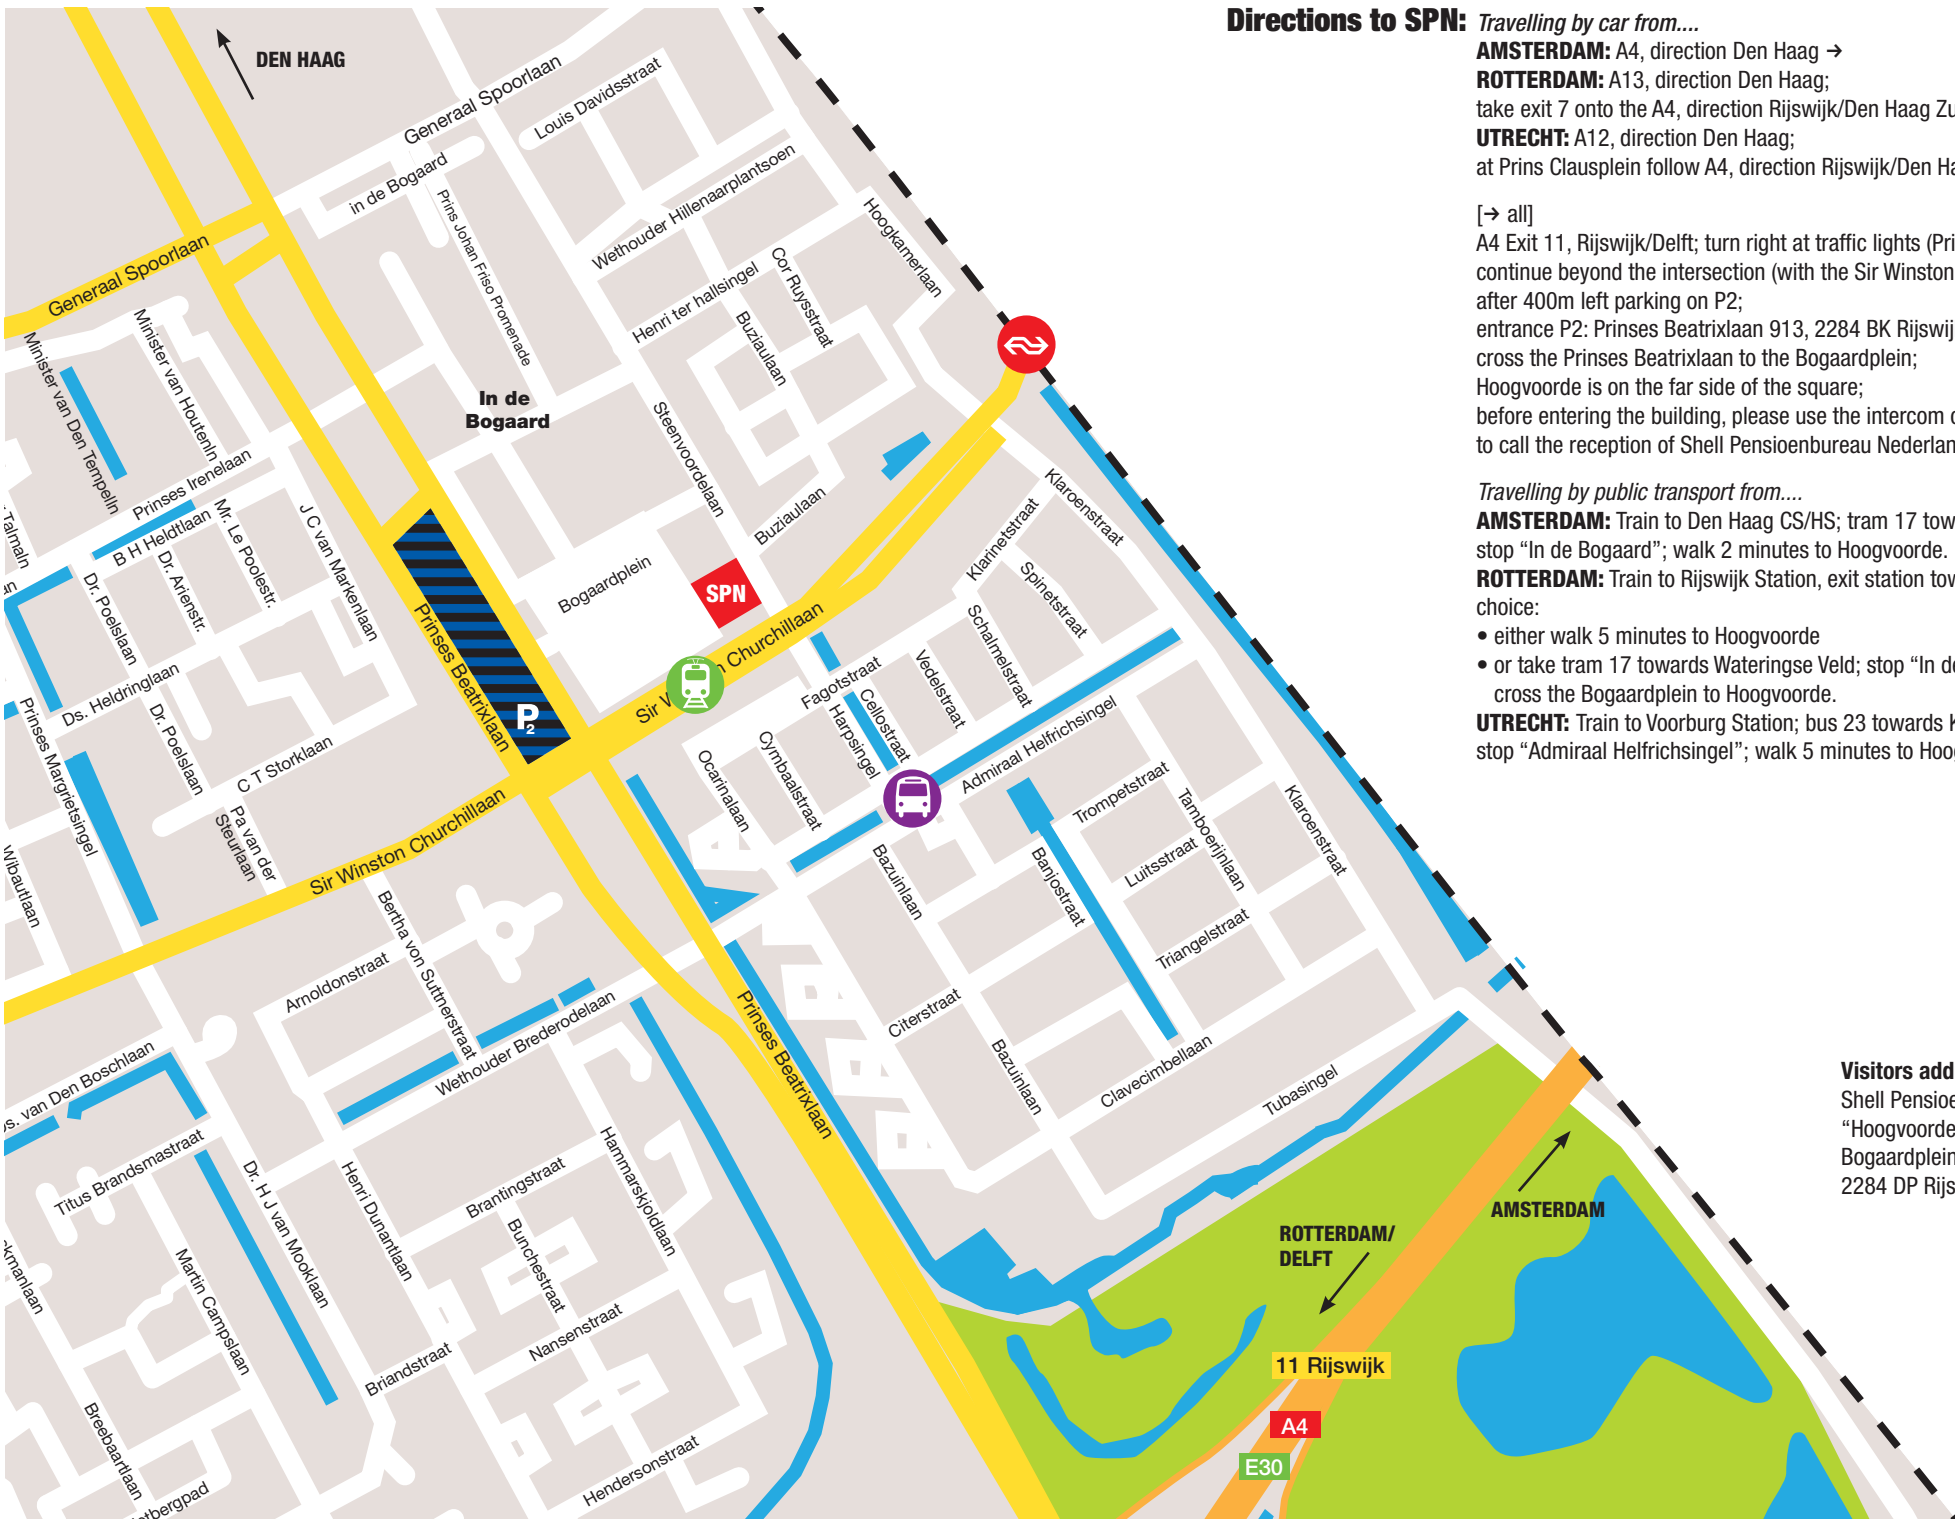 Directions to SPN: Travelling by car from....
AMSTERDAM: A4, direction Den Haag →
ROTTERDAM: A13, direction Den Haag;
take exit 7 onto the A4, direction Rijswijk/Den Haag
UTRECHT: A12, direction Den Haag;
at Prins Clausplein follow A4, direction Rijswijk/Den
[→ all]
A4 Exit 11, Rijswijk/Delft; turn right at traffic lights
continue beyond the intersection (with the Sir Winston
after 400m left parking on P2;
entrance P2: Prinses Beatrixlaan 913, 2284 BK
cross the Prinses Beatrixlaan to the Bogaardplein;
Hoogvoorde is on the far side of the square;
before entering the building, please use the intercom
to call the reception of Shell Pensioenbureau
Travelling by public transport from....
AMSTERDAM: Train to Den Haag CS/HS; tram 17
stop “In de Bogaard”; walk 2 minutes to Hoogvoorde.
ROTTERDAM: Train to Rijswijk Station, exit station
choice:
• either walk 5 minutes to Hoogvoorde
• or take tram 17 towards Wateringse Veld; stop “In
cross the Bogaardplein to Hoogvoorde.
UTRECHT: Train to Voorburg Station; bus 23 towards
stop “Admiraal Helfrichsingel”; walk 5 minutes to
Visitors
Shell
“Hoogvoorde
Bogaardplein
2284 DP
DEN HAAG
Generaal Spoorlaan
Louis Davidsstraat
in de Bogaard
Prins Johan Friso Promenade
Wethouder Hillenaarplantsoen
Hoogkamerlaan
Generaal Spoorlaan
Henri ter hallsingel
Cor Ruysstraat
Buziaulaan
Minister van Houtenln
Minister van Den Tempelln
In de
Bogaard
Steenvoordelaan
Prinses Irenelaan
B H Heldtlaan
Mr. Le Poolestr.
J C van Markenlaan
Talmaln
Dr. Arienstr.
Dr. Poelslaan
Buziaulaan
Klaroenstraat
Klarinetstraat
Spinetstraat
Schalmelstraat
Bogaardplein
SPN
Prinses Beatrixlaan
P2
Sir Churchillaan
Fagotstraat
Vedelstraat
Cellostraat
Harpsingel
Ds. Heldringlaan
Dr. Poelslaan
Prinses Margrietsingel
C T Storklaan
Pa van der
Steurlaan
Ocarinalaan
Cymbaalstraat
Admiraal Helfrichsingel
Trompetstraat
Tamboerijnlaan
Klaroenstraat
Wibautlaan
Sir Winston Churchillaan
Bazuinlaan
Banjostraat
Luitsstraat
Triangelstraat
Bertha von Suttnerstraat
Arnoldonstraat
Wethouder Brederodelaan
Prinses Beatrixlaan
Citerstraat
Bazuinlaan
Clavecimbellaan
Tubasingel
van Den Boschlaan
Titus Brandsmastraat
Dr. H J van Mooklaan
Henri Dunantlaan
Brantingstraat
Hammarskjoldlaan
Bunchestraat
Martin Campslaan
Nansenstraat
Briandstraat
Breebaartlaan
Hendersonstraat
ROTTERDAM/
DELFT
AMSTERDAM
11 Rijswijk
A4
E30